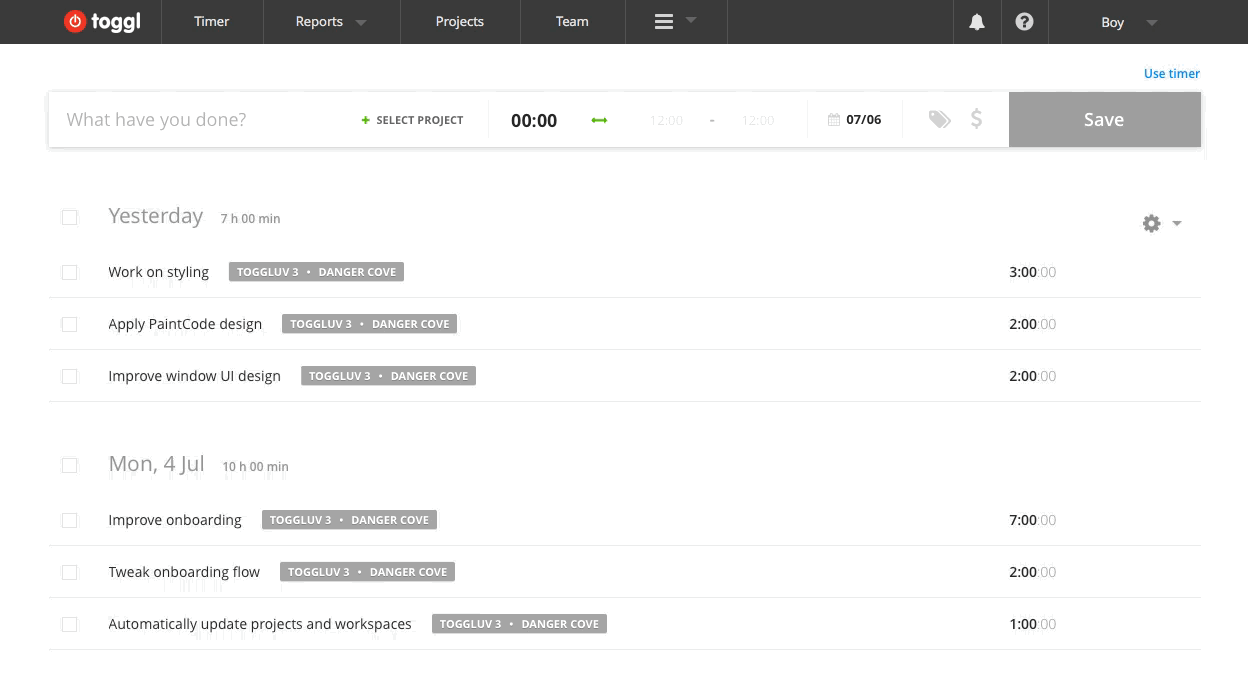 toggl Timer Reports Projects Team Boy
Use timer
What have you done? + SELECT PROJECT 00:00 12:00 - 12:00 07/06 $ Save
Yesterday 7 h 00 min
Work on styling TOGGLUV 3 • DANGER COVE 3:00:00
Apply PaintCode design TOGGLUV 3 • DANGER COVE 2:00:00
Improve window UI design TOGGLUV 3 • DANGER COVE 2:00:00
Mon, 4 Jul 10 h 00 min
Improve onboarding TOGGLUV 3 • DANGER COVE 7:00:00
Tweak onboarding flow TOGGLUV 3 • DANGER COVE 2:00:00
Automatically update projects and workspaces TOGGLUV 3 • DANGER COVE 1:00:00